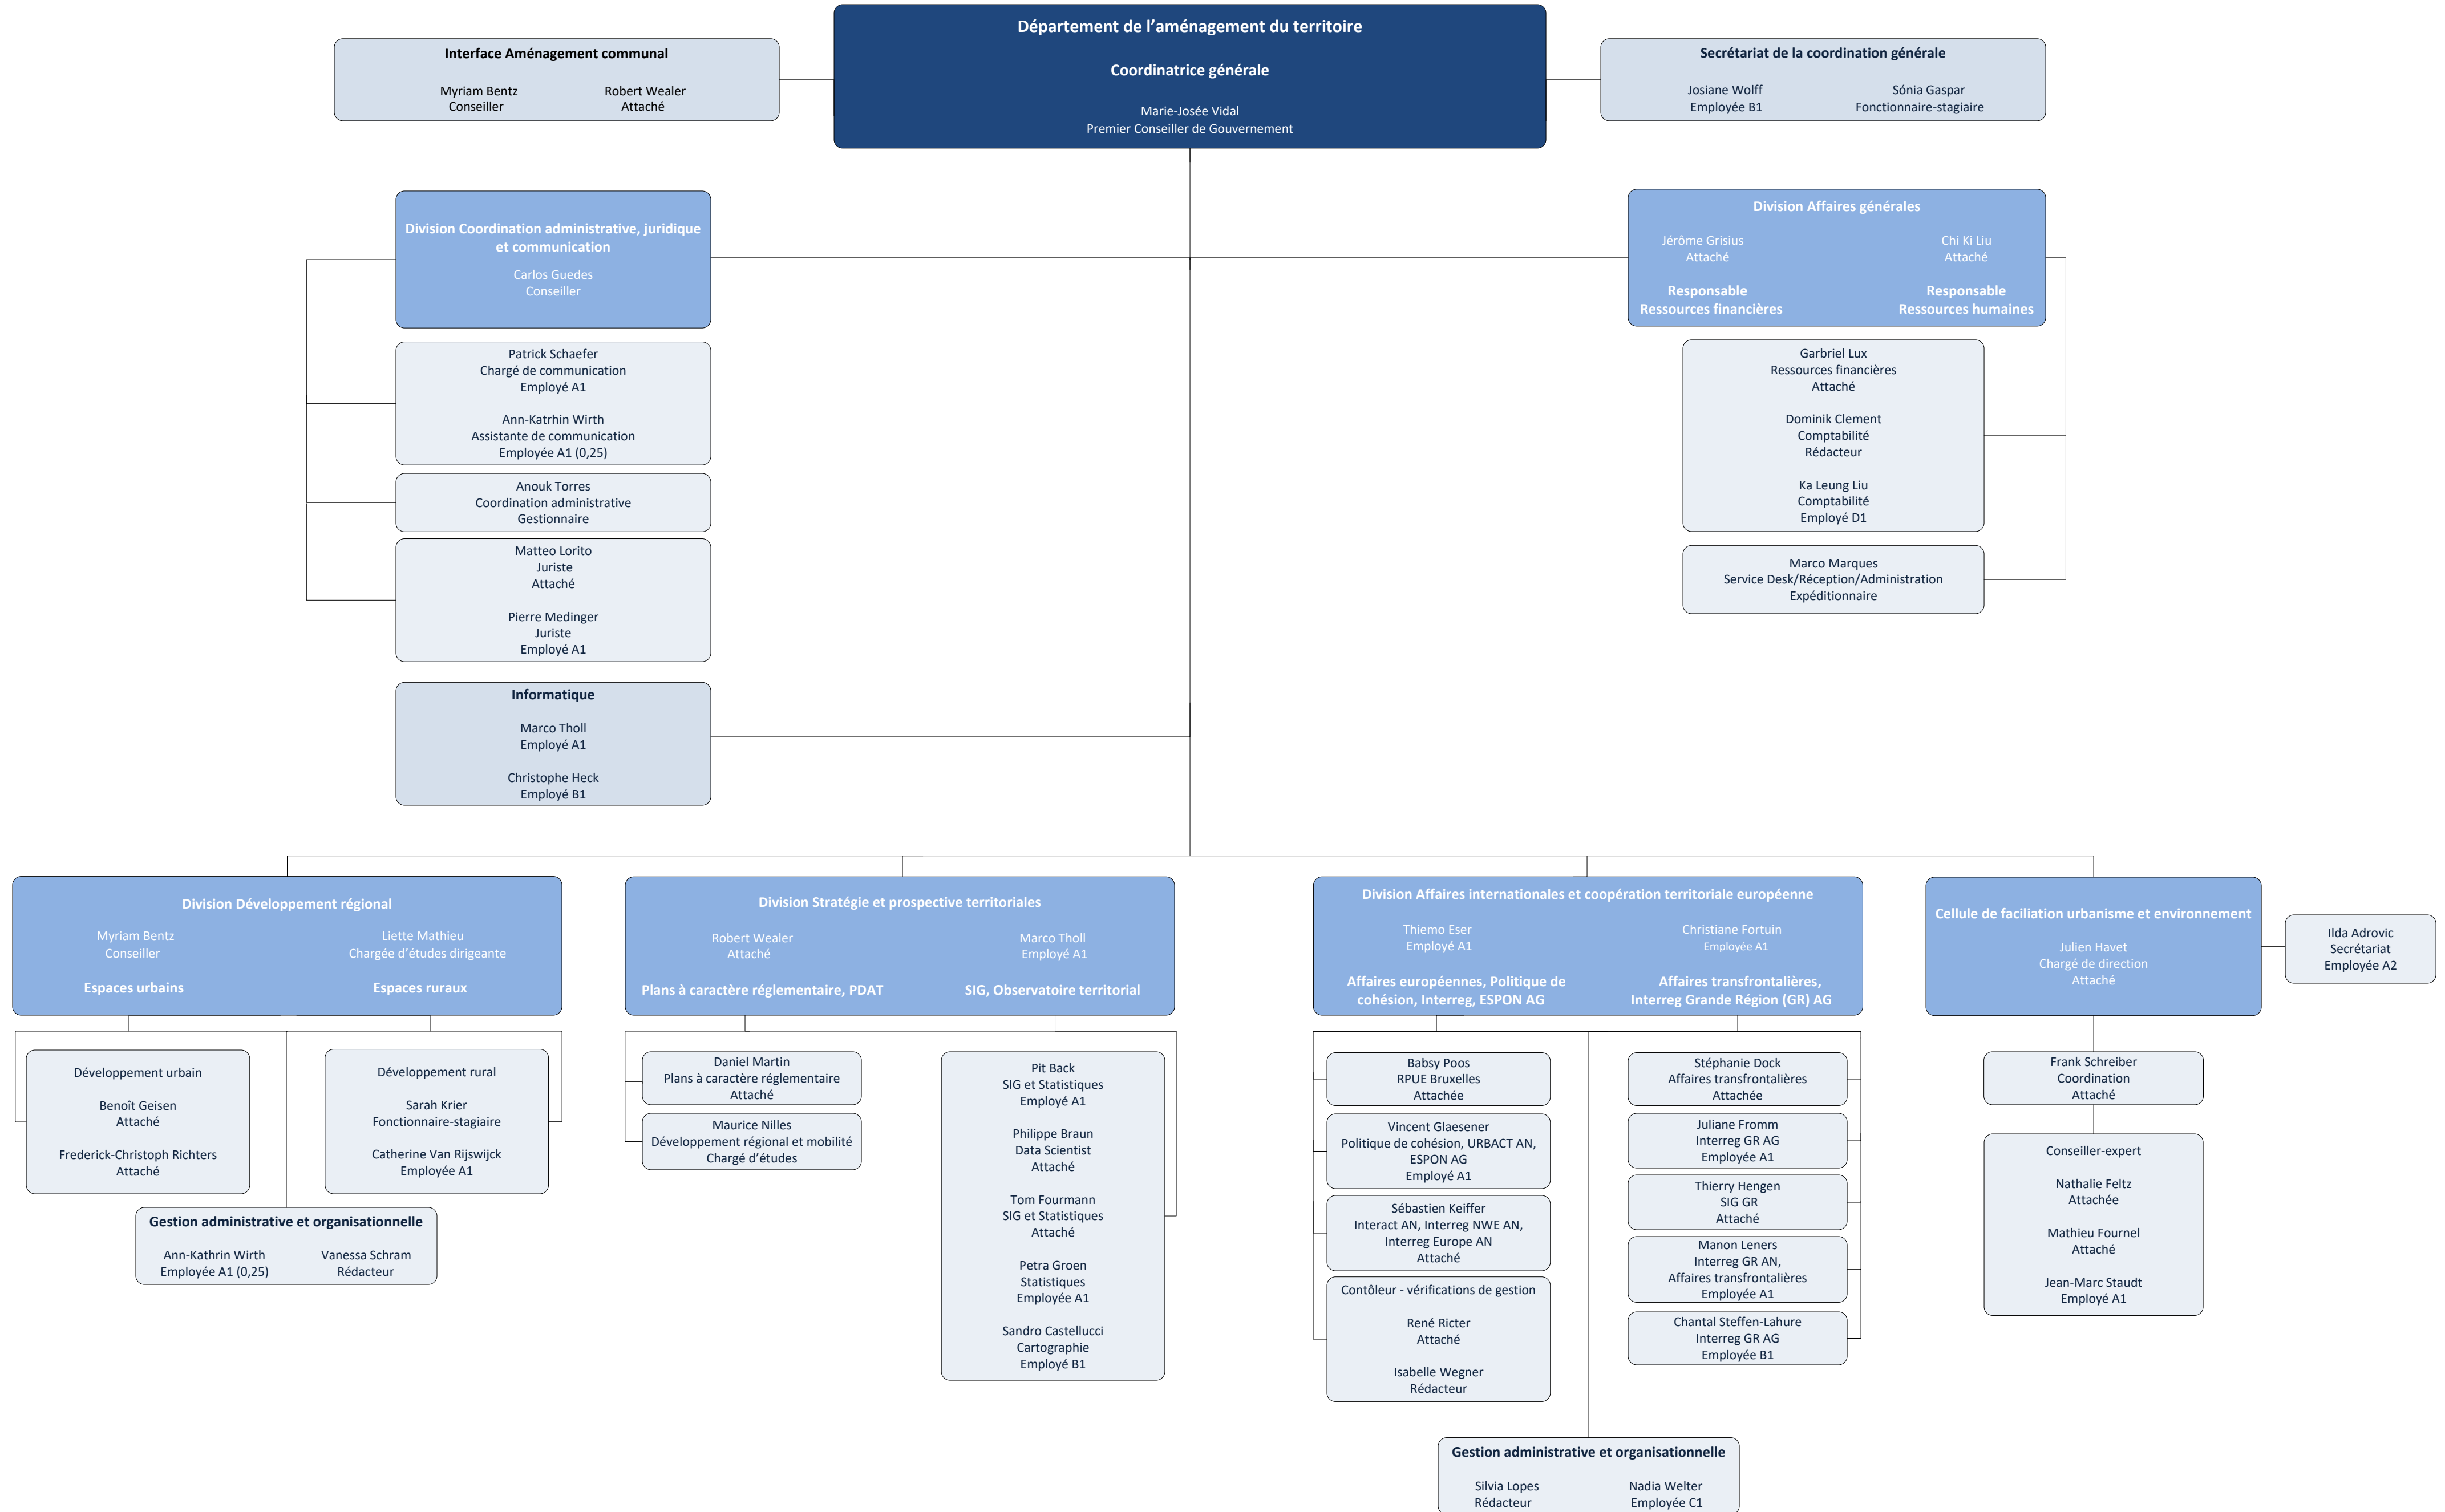 Département de l’aménagement du territoire
Coordinatrice générale
Marie-Josée Vidal
Premier Conseiller de Gouvernement
Interface Aménagement communal
Myriam Bentz
Conseiller
Robert Wealer
Attaché
Secrétariat de la coordination générale
Josiane Wolff
Employée B1
Sónia Gaspar
Fonctionnaire-stagiaire
Division Coordination administrative, juridique
et communication
Carlos Guedes
Conseiller
Patrick Schaefer
Chargé de communication
Employé A1
Ann-Katrhin Wirth
Assistante de communication
Employée A1 (0,25)
Anouk Torres
Coordination administrative
Gestionnaire
Matteo Lorito
Juriste
Attaché
Pierre Medinger
Juriste
Employé A1
Informatique
Marco Tholl
Employé A1
Christophe Heck
Employé B1
Division Affaires générales
Jérôme Grisius
Attaché
Responsable
Ressources financières
Chi Ki Liu
Attaché
Responsable
Ressources humaines
Garbriel Lux
Ressources financières
Attaché
Dominik Clement
Comptabilité
Rédacteur
Ka Leung Liu
Comptabilité
Employé D1
Marco Marques
Service Desk/Réception/Administration
Expéditionnaire
Division Développement régional
Myriam Bentz
Conseiller
Espaces urbains
Liette Mathieu
Chargée d’études dirigeante
Espaces ruraux
Développement urbain
Benoît Geisen
Attaché
Frederick-Christoph Richters
Attaché
Développement rural
Sarah Krier
Fonctionnaire-stagiaire
Catherine Van Rijswijck
Employée A1
Gestion administrative et organisationnelle
Ann-Kathrin Wirth
Employée A1 (0,25)
Vanessa Schram
Rédacteur
Division Stratégie et prospective territoriales
Robert Wealer
Attaché
Plans à caractère réglementaire, PDAT
Marco Tholl
Employé A1
SIG, Observatoire territorial
Daniel Martin
Plans à caractère réglementaire
Attaché
Maurice Nilles
Développement régional et mobilité
Chargé d’études
Pit Back
SIG et Statistiques
Employé A1
Philippe Braun
Data Scientist
Attaché
Tom Fourmann
SIG et Statistiques
Attaché
Petra Groen
Statistiques
Employée A1
Sandro Castellucci
Cartographie
Employé B1
Division Affaires internationales et coopération territoriale européenne
Thiemo Eser
Employé A1
Affaires européennes, Politique de
cohésion, Interreg, ESPON AG
Christiane Fortuin
Employée A1
Affaires transfrontalières,
Interreg Grande Région (GR) AG
Babsy Poos
RPUE Bruxelles
Attachée
Vincent Glaesener
Politique de cohésion, URBACT AN,
ESPON AG
Employé A1
Sébastien Keiffer
Interact AN, Interreg NWE AN,
Interreg Europe AN
Attaché
Contôleur - vérifications de gestion
René Ricter
Attaché
Isabelle Wegner
Rédacteur
Stéphanie Dock
Affaires transfrontalières
Attachée
Juliane Fromm
Interreg GR AG
Employée A1
Thierry Hengen
SIG GR
Attaché
Manon Leners
Interreg GR AN,
Affaires transfrontalières
Employée A1
Chantal Steffen-Lahure
Interreg GR AG
Employée B1
Gestion administrative et organisationnelle
Silvia Lopes
Rédacteur
Nadia Welter
Employée C1
Cellule de faciliation urbanisme et environnement
Julien Havet
Chargé de direction
Attaché
Ilda Adrovic
Secrétariat
Employée A2
Frank Schreiber
Coordination
Attaché
Conseiller-expert
Nathalie Feltz
Attachée
Mathieu Fournel
Attaché
Jean-Marc Staudt
Employé A1